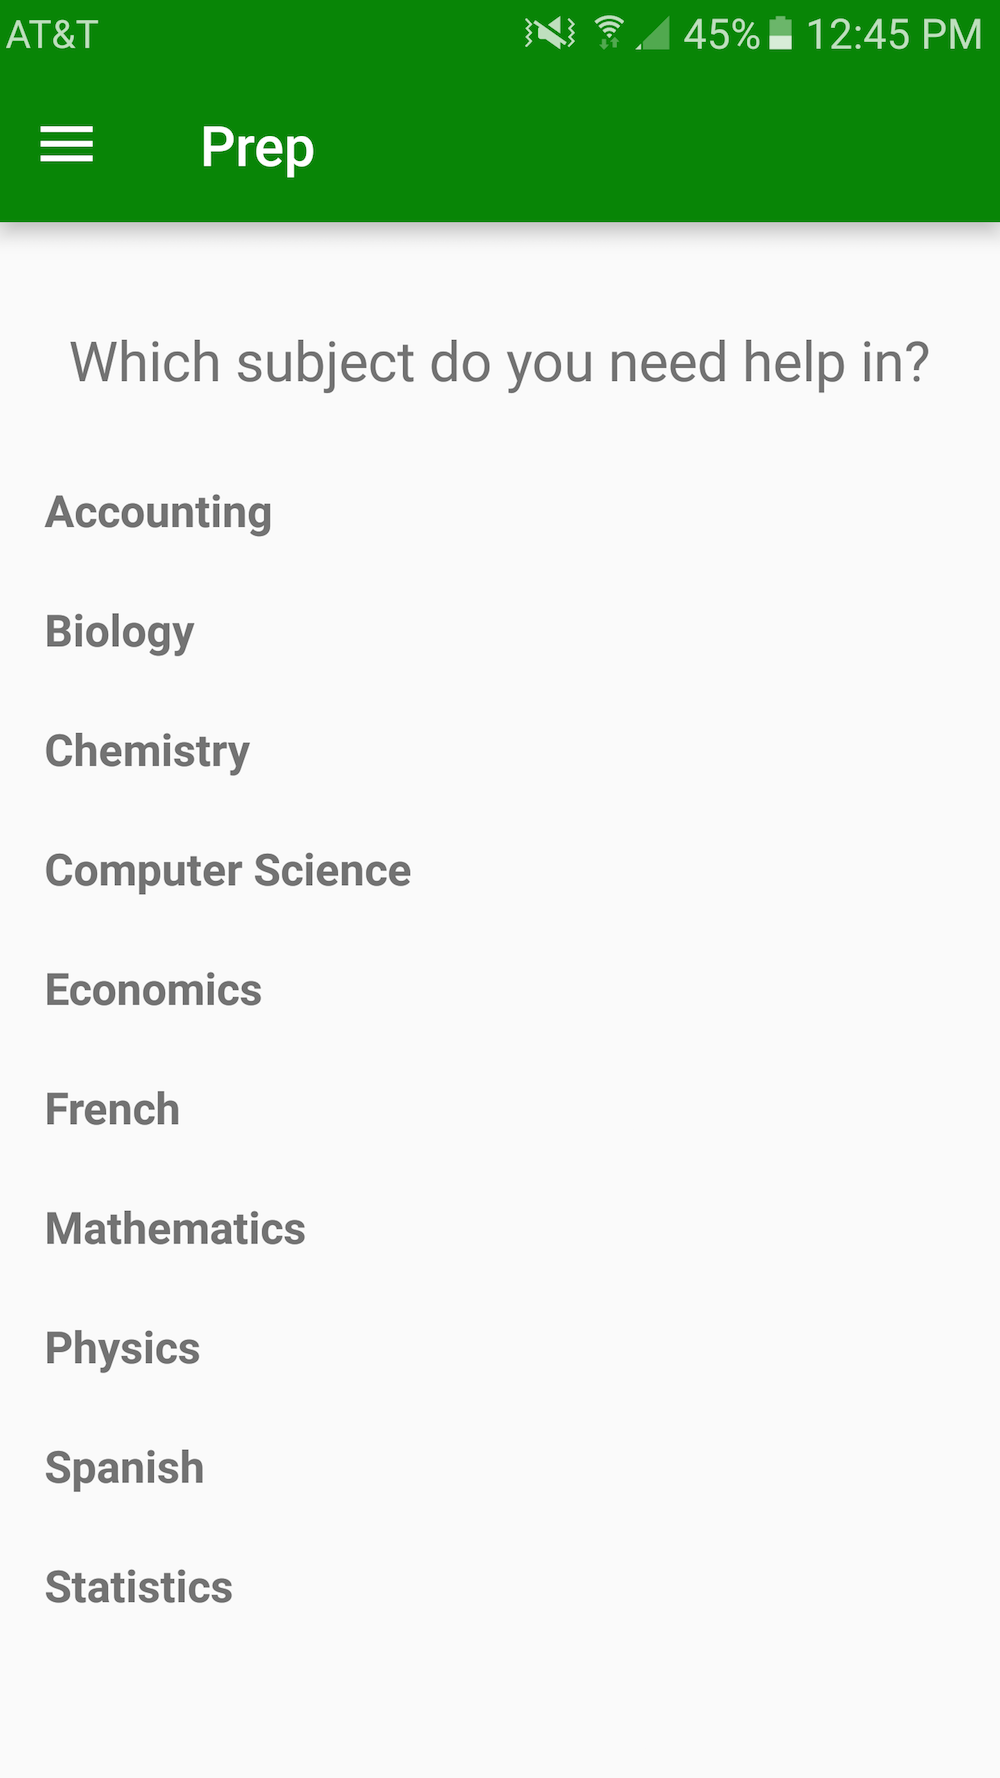 AT&T 45% 12:45 PM
Prep
Which subject do you need help in?
Accounting
Biology
Chemistry
Computer Science
Economics
French
Mathematics
Physics
Spanish
Statistics